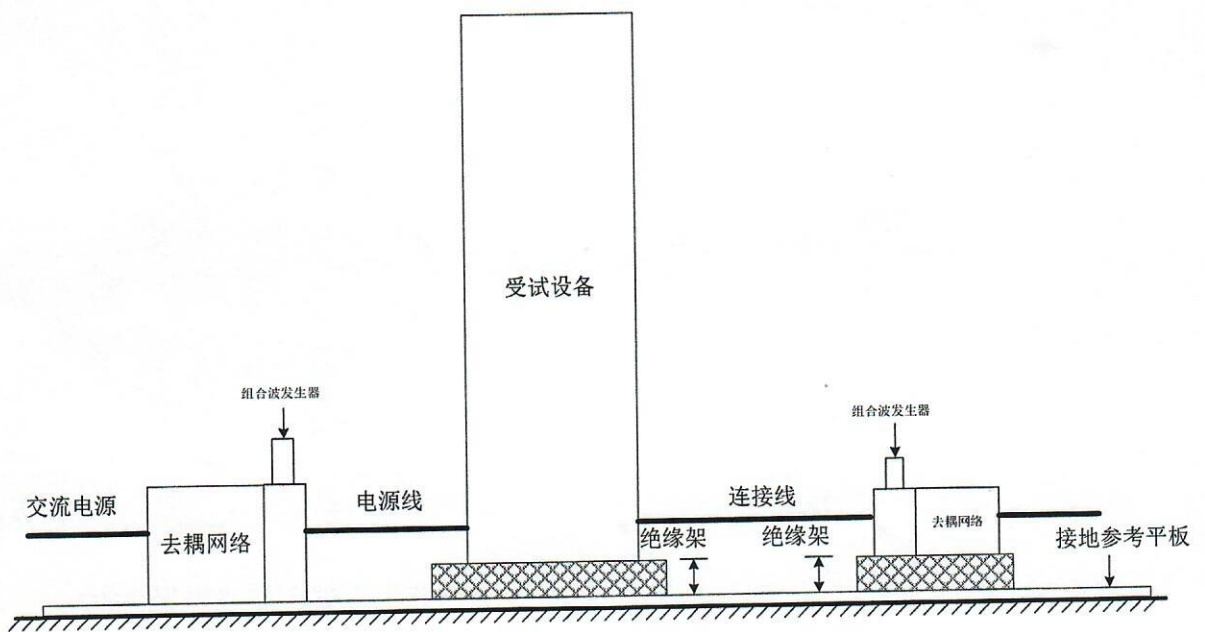 受试设备
组合波发生器
组合波发生器
交流电源
电源线
连接线
去耦网络
去耦网络
绝缘架
绝缘架
接地参考平板